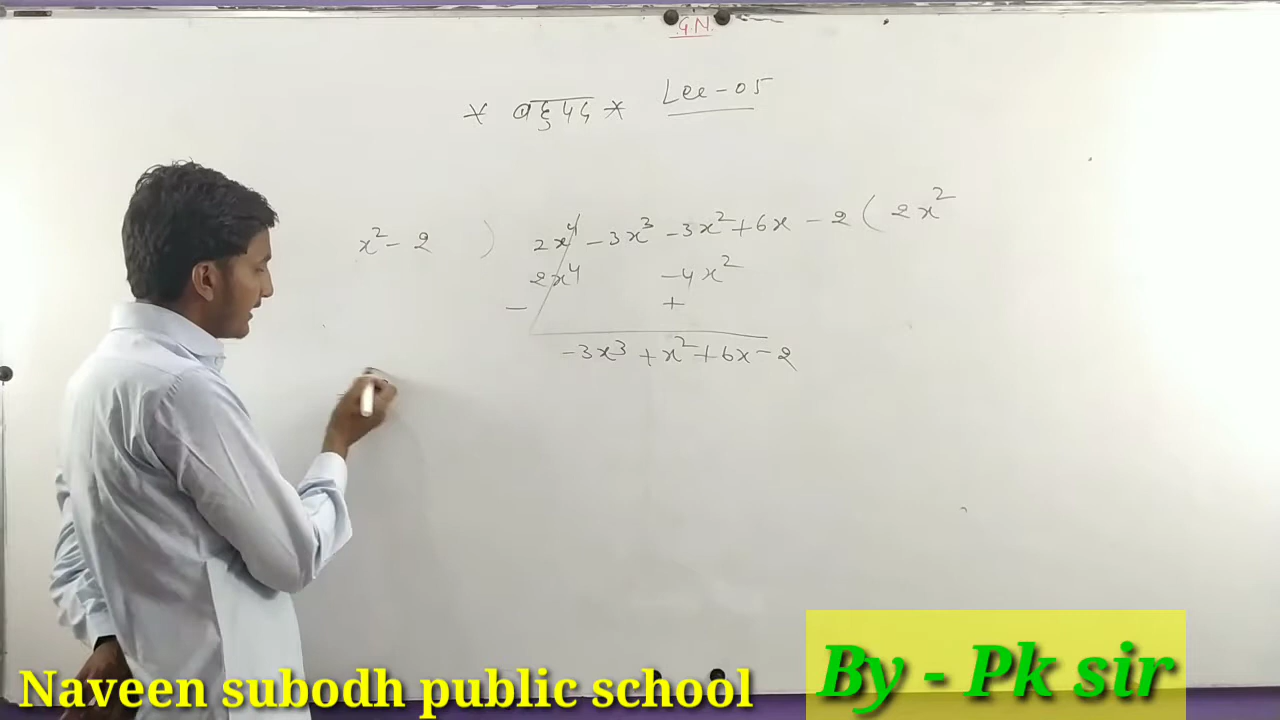 G.N.
* बहुपद * Lec-05
x²-2 ) 2x⁴-3x³-3x²+6x-2 ( 2x²
2x⁴ -4x²
- +
-3x³+x²+6x-2
Naveen subodh public school
By - Pk sir